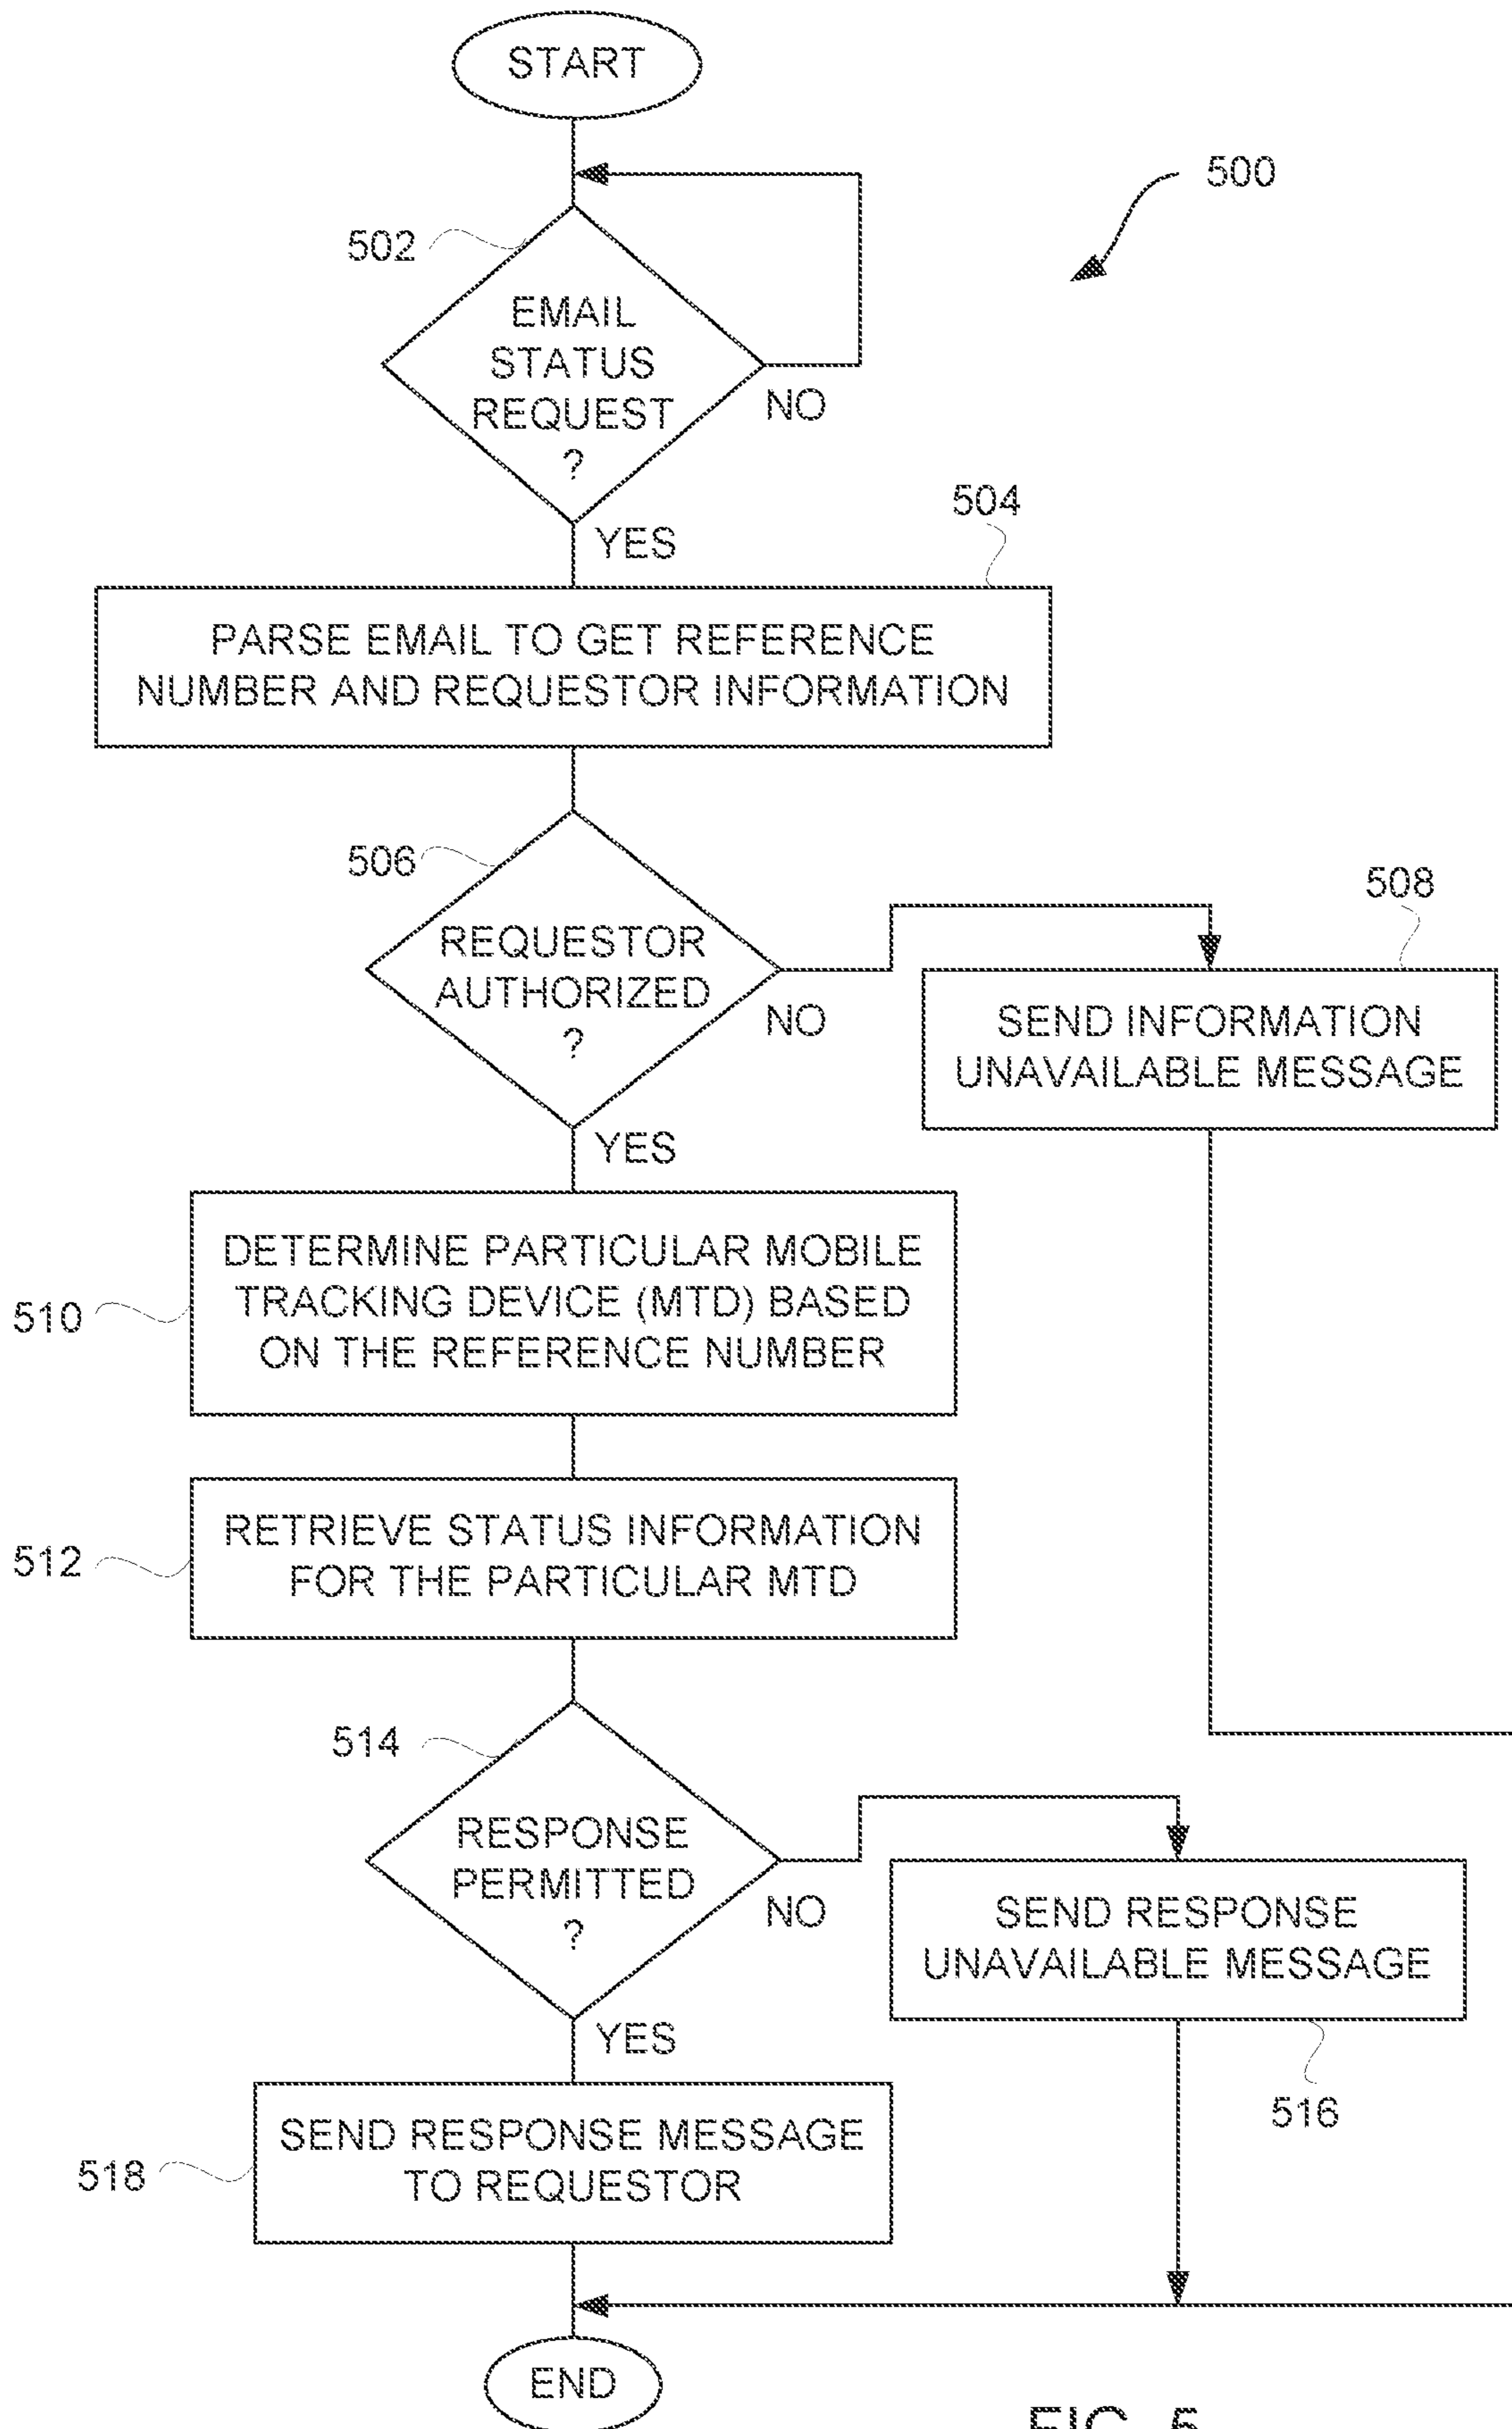 START
500
502
EMAIL
STATUS
REQUEST
?
NO
YES
504
PARSE EMAIL TO GET REFERENCE
NUMBER AND REQUESTOR INFORMATION
506
REQUESTOR
AUTHORIZED
?
NO
508
SEND INFORMATION
UNAVAILABLE MESSAGE
YES
510
DETERMINE PARTICULAR MOBILE
TRACKING DEVICE (MTD) BASED
ON THE REFERENCE NUMBER
512
RETRIEVE STATUS INFORMATION
FOR THE PARTICULAR MTD
514
RESPONSE
PERMITTED
?
NO
SEND RESPONSE
UNAVAILABLE MESSAGE
516
YES
518
SEND RESPONSE MESSAGE
TO REQUESTOR
END
FIG. 5